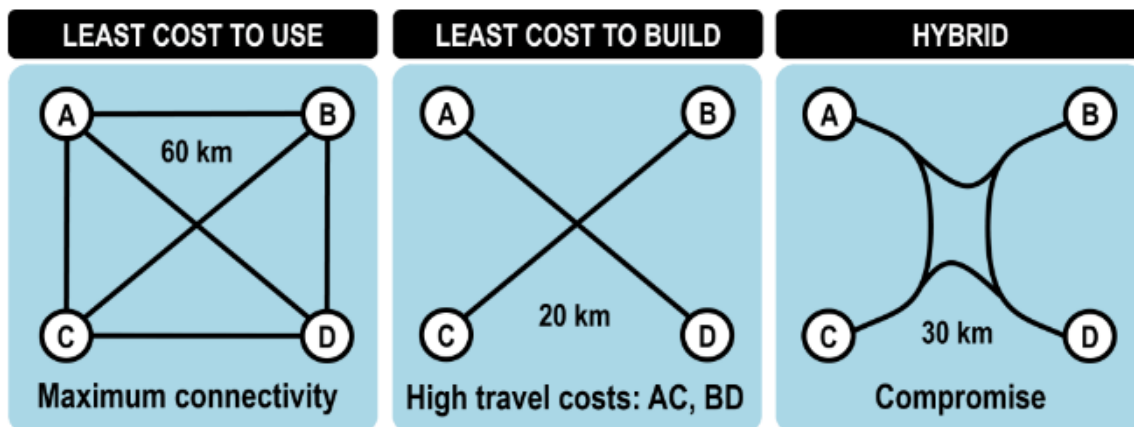 LEAST COST TO USE
A
B
60 km
C
D
Maximum connectivity
LEAST COST TO BUILD
A
B
C
20 km
D
High travel costs: AC, BD
HYBRID
A
B
C
30 km
D
Compromise